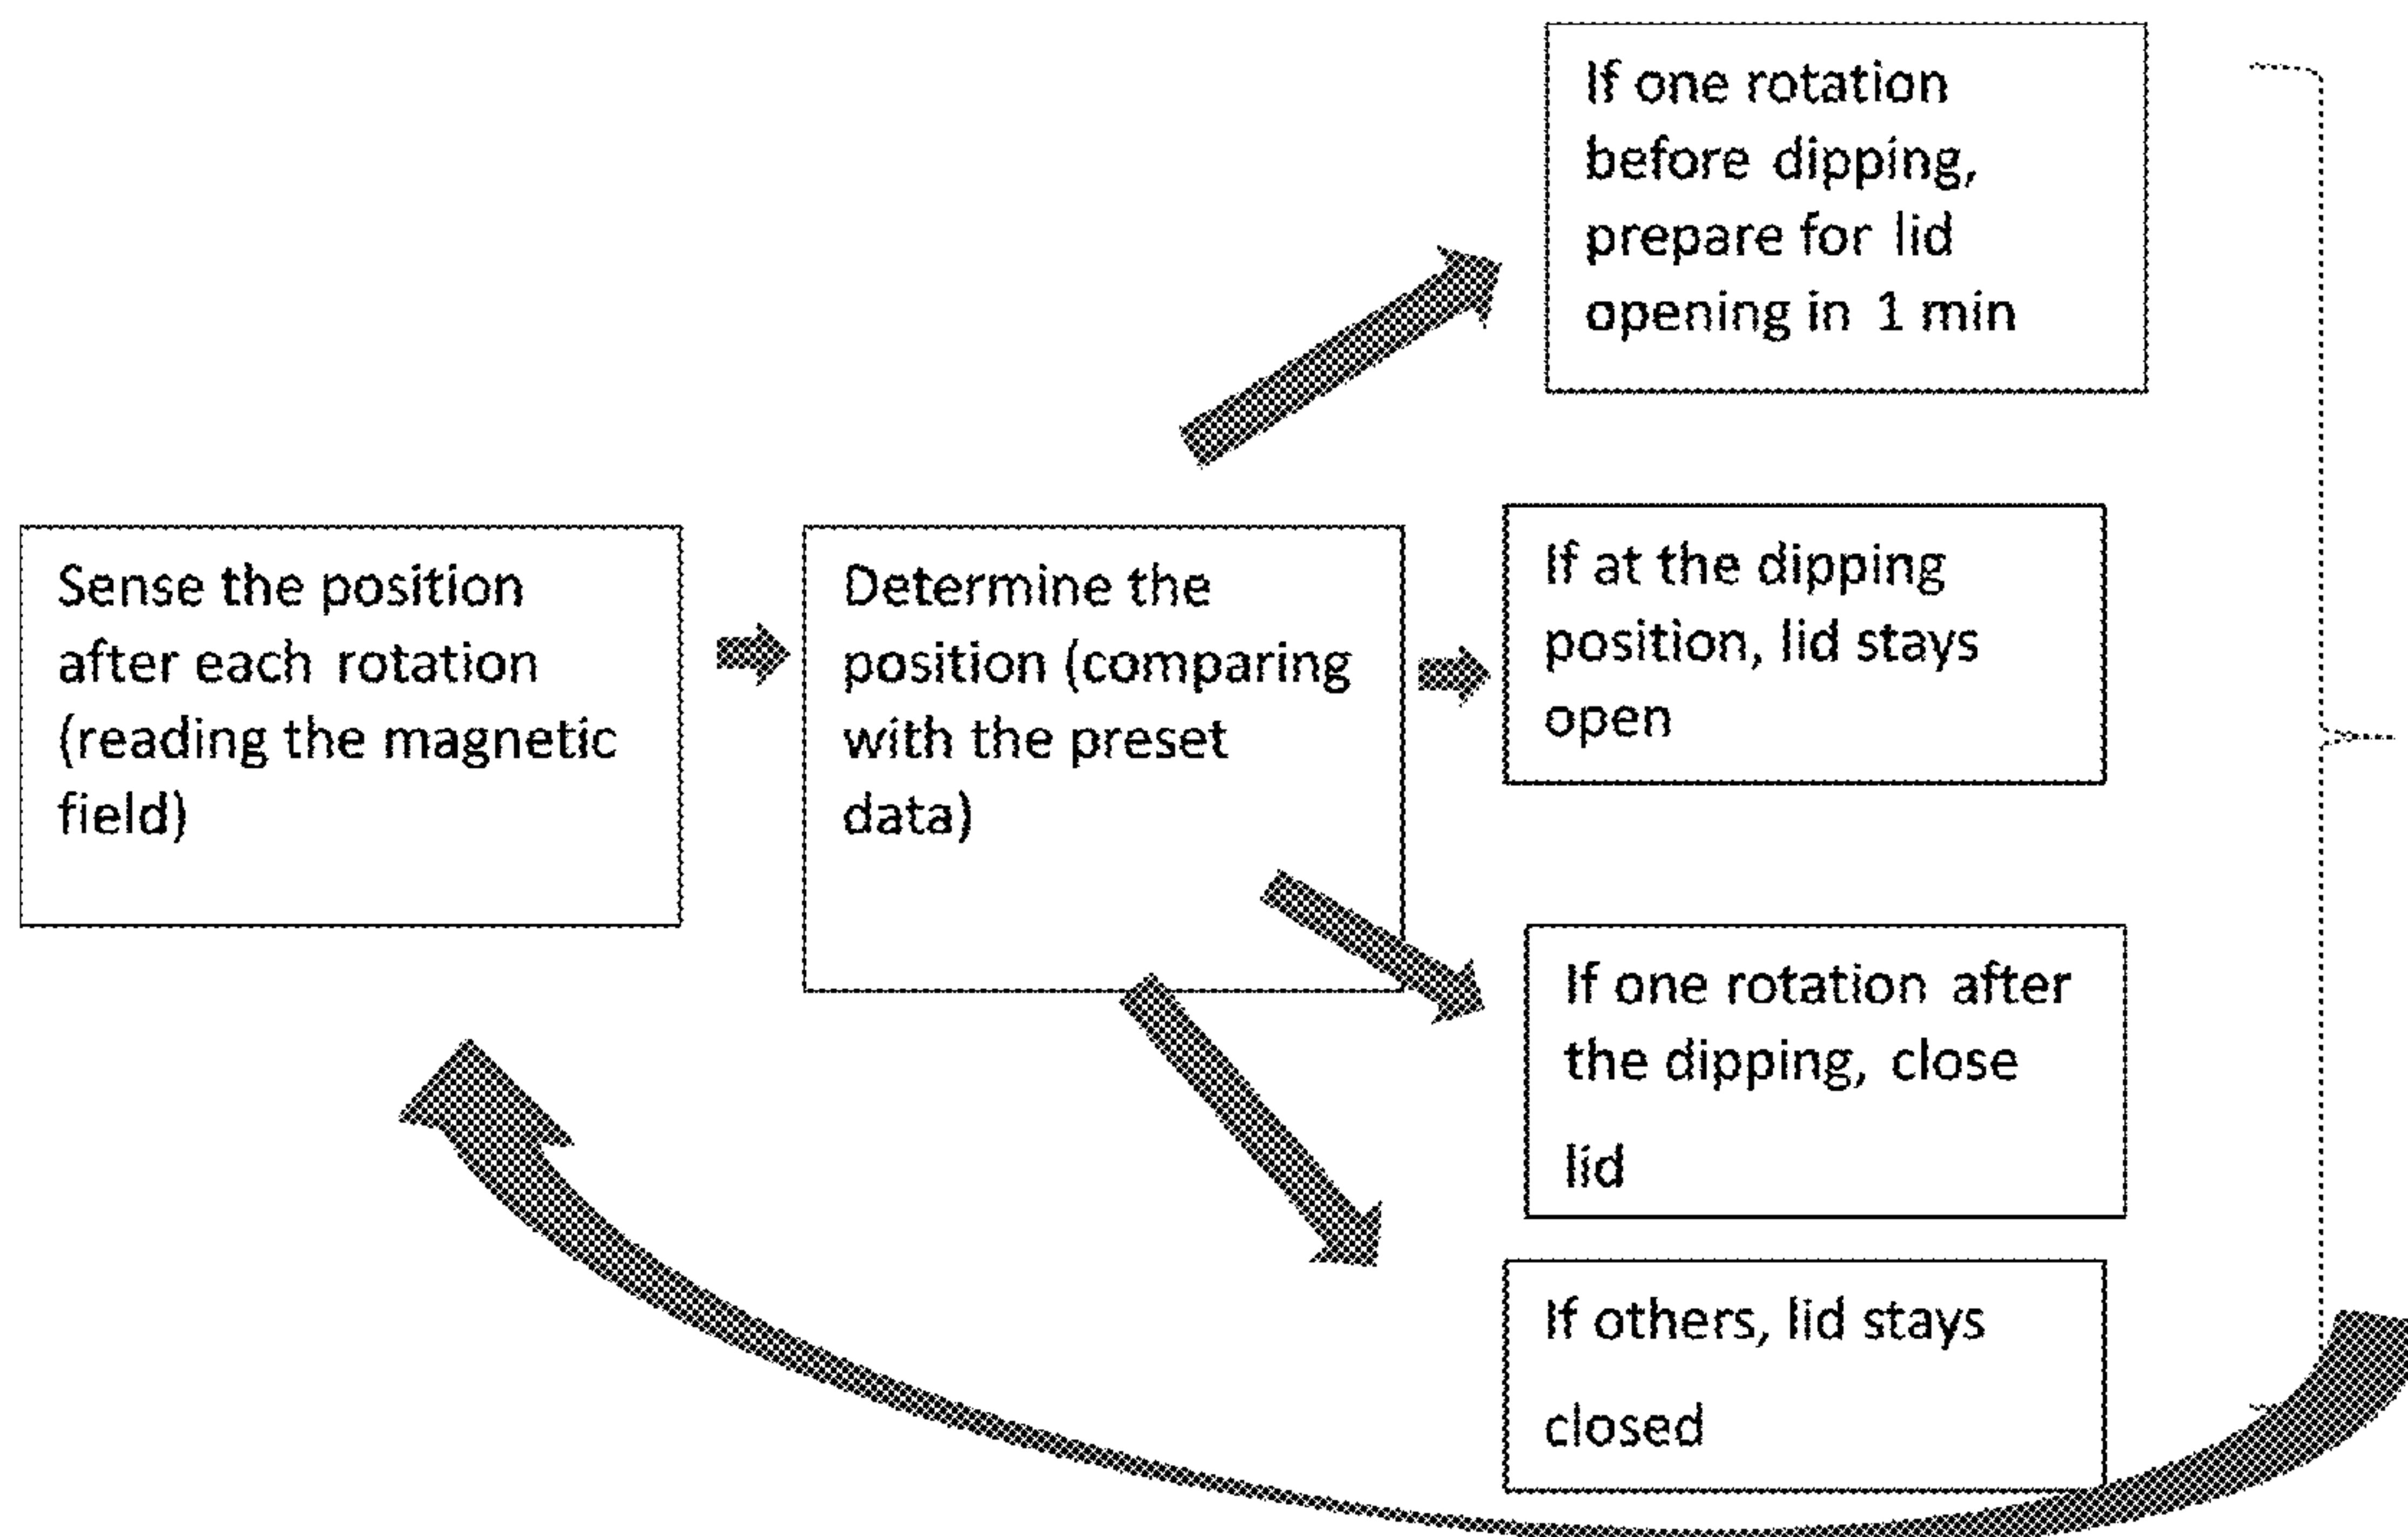 Sense the position
after each rotation
(reading the magnetic
field)
Determine the
position (comparing
with the preset
data)
If one rotation
before dipping,
prepare for lid
opening in 1 min
If at the dipping
position, lid stays
open
If one rotation after
the dipping, close
lid
If others, lid stays
closed